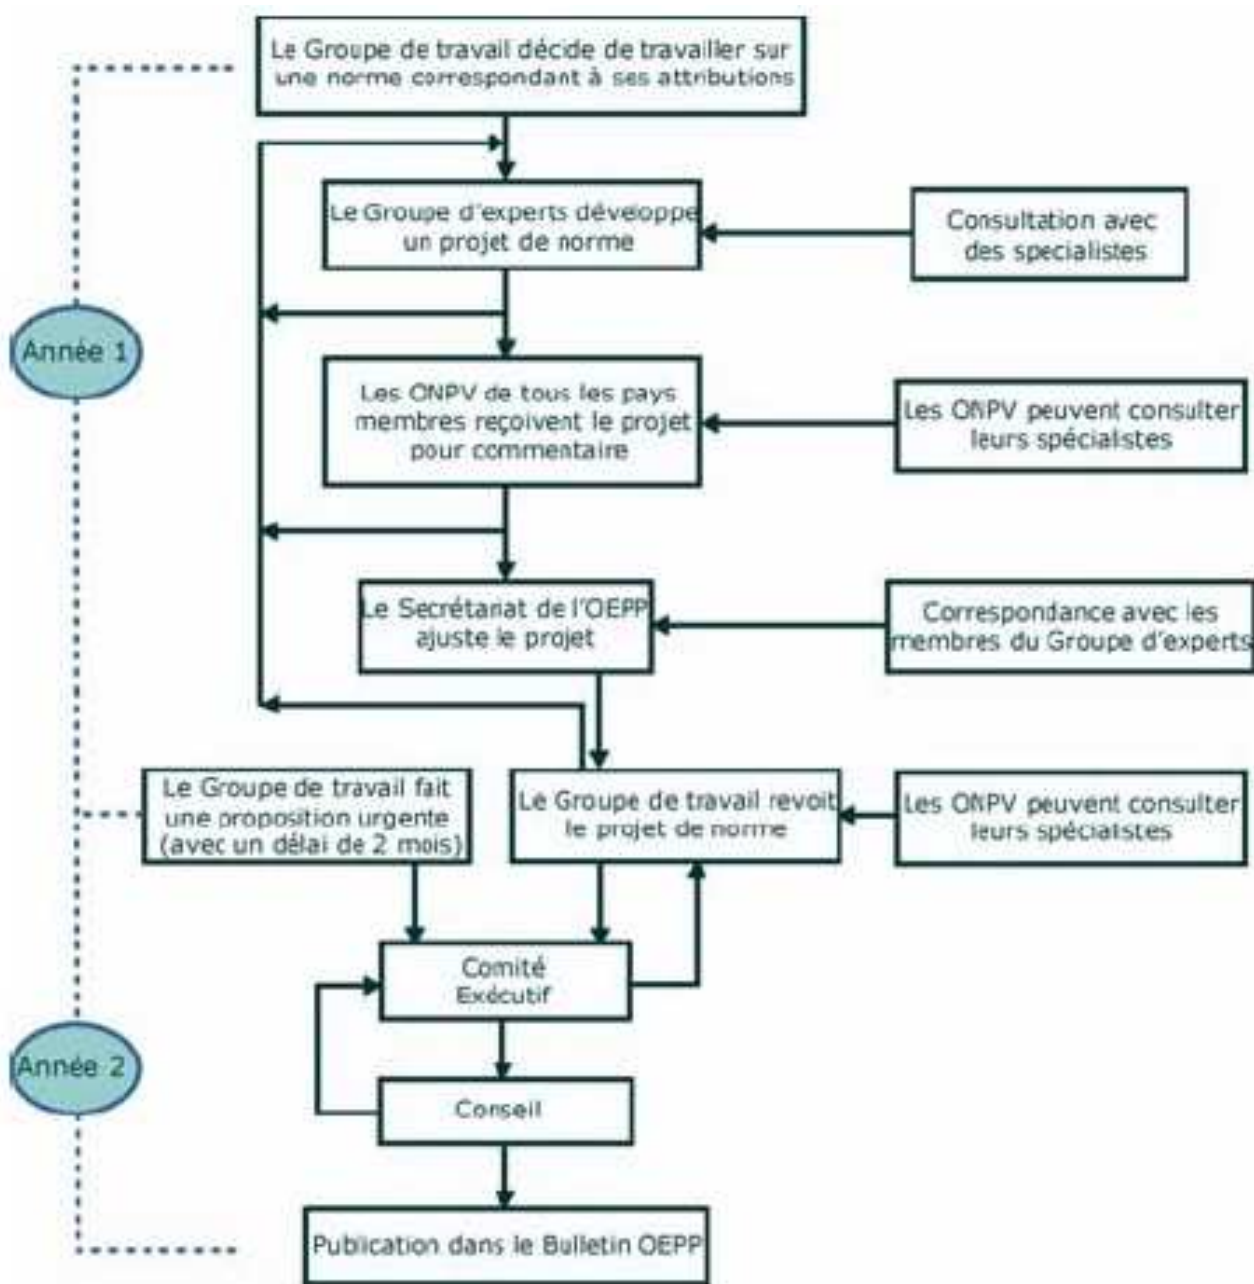 Le Groupe de travail décide de travailler sur
une norme correspondant à ses attributions
Le Groupe d'experts développe
un projet de norme
Consultation avec
des specialistes
Année 1
Les ONPV de tous les pays
membres reçoivent le projet
pour commentaire
Les ONPV peuvent consulter
leurs spécialistes
Le Secrétariat de l'OEPP
ajuste le projet
Correspondance avec les
membres du Groupe d'experts
Le Groupe de travail fait
une proposition urgente
(avec un délai de 2 mois)
Le Groupe de travail revoit
le projet de norme
Les ONPV peuvent consulter
leurs spécialistes
Comité
Exécutif
Année 2
Conseil
Publication dans le Bulletin OEPP